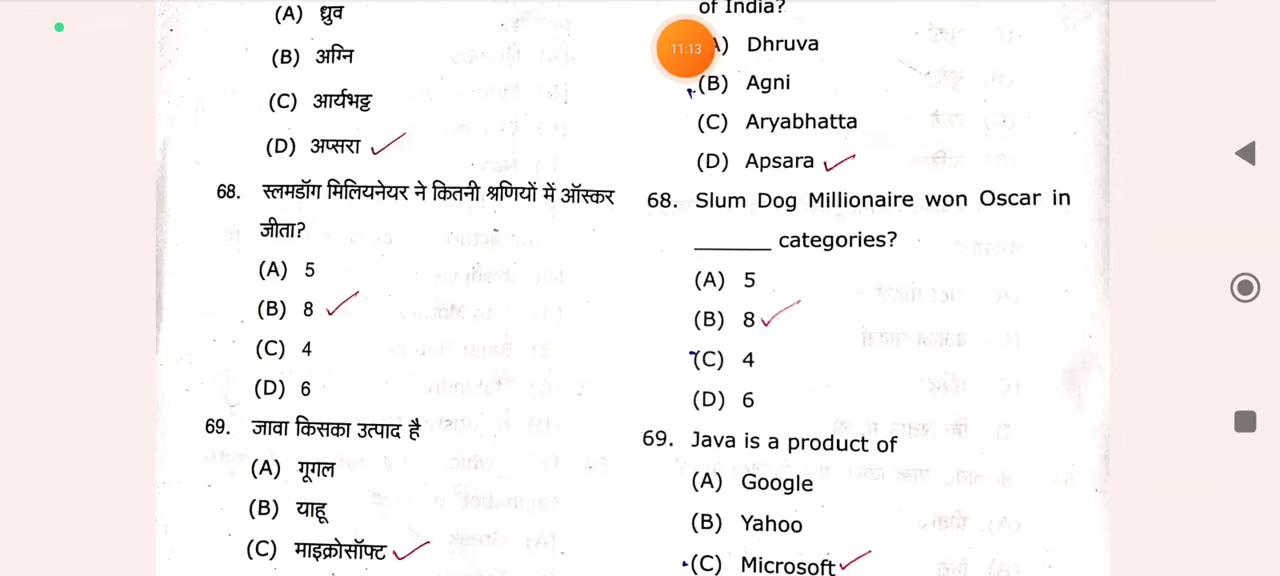 (A) ध्रुव
(B) अग्नि
(C) आर्यभट्ट
(D) अप्सरा
68. स्लमडॉग मिलियनेयर ने कितनी श्रणियों में ऑस्कर
जीता?
(A) 5
(B) 8
(C) 4
(D) 6
69. जावा किसका उत्पाद है
(A) गूगल
(B) याहू
(C) माइक्रोसॉफ्ट
of India?
11:13
A) Dhruva
(B) Agni
(C) Aryabhatta
(D) Apsara
68. Slum Dog Millionaire won Oscar in
_______ categories?
(A) 5
(B) 8
(C) 4
(D) 6
69. Java is a product of
(A) Google
(B) Yahoo
(C) Microsoft